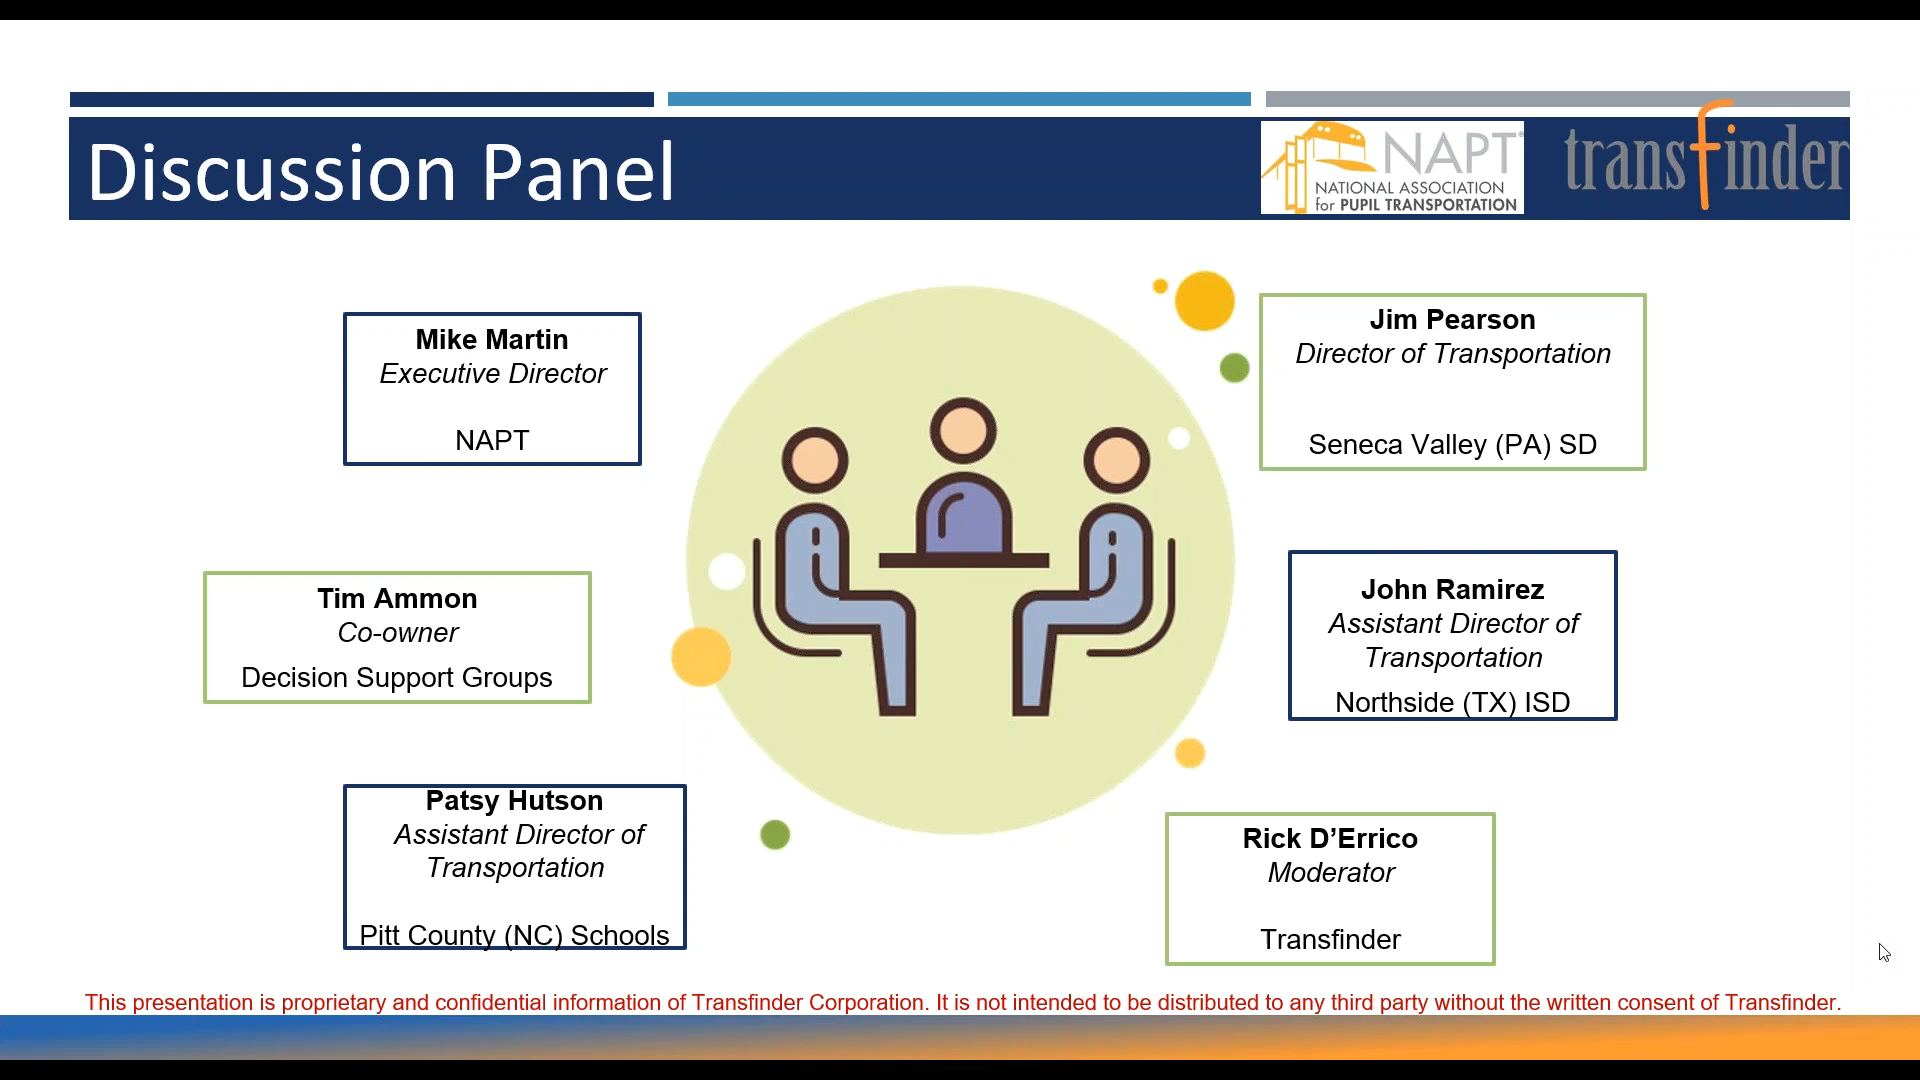 Discussion Panel
NAPT®
NATIONAL ASSOCIATION
for PUPIL TRANSPORTATION
transfinder
Mike Martin
Executive Director
NAPT
Jim Pearson
Director of Transportation
Seneca Valley (PA) SD
Tim Ammon
Co-owner
Decision Support Groups
John Ramirez
Assistant Director of
Transportation
Northside (TX) ISD
Patsy Hutson
Assistant Director of
Transportation
Pitt County (NC) Schools
Rick D’Errico
Moderator
Transfinder
This presentation is proprietary and confidential information of Transfinder Corporation. It is not intended to be distributed to any third party without the written consent of Transfinder.